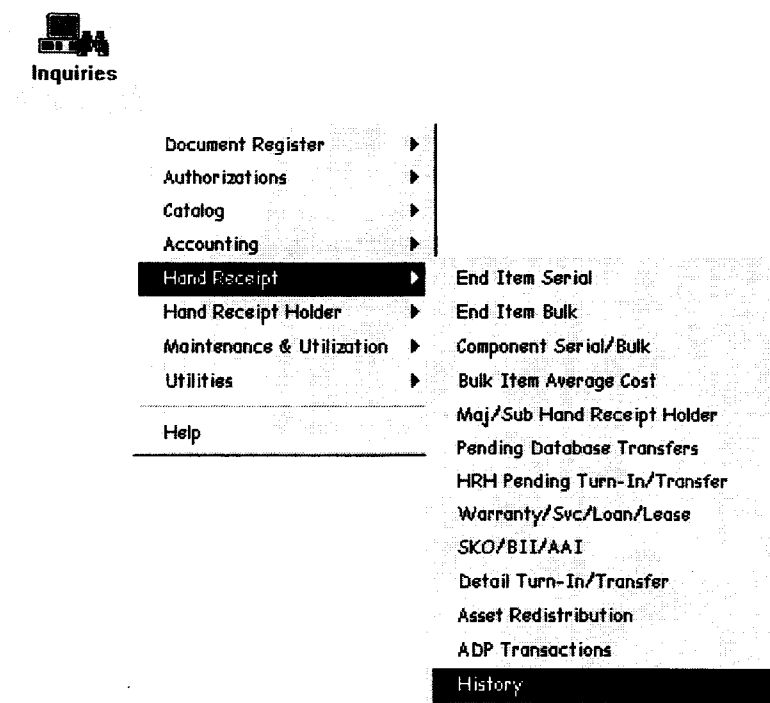 Inquiries
Document Register
Authorizations
Catalog
Accounting
Hand Receipt
Hand Receipt Holder
Maintenance & Utilization
Utilities
Help
End Item Serial
End Item Bulk
Component Serial/Bulk
Bulk Item Average Cost
Maj/Sub Hand Receipt Holder
Pending Database Transfers
HRH Pending Turn-In/Transfer
Warranty/Svc/Loan/Lease
SKO/BII/AAI
Detail Turn-In/Transfer
Asset Redistribution
ADP Transactions
History